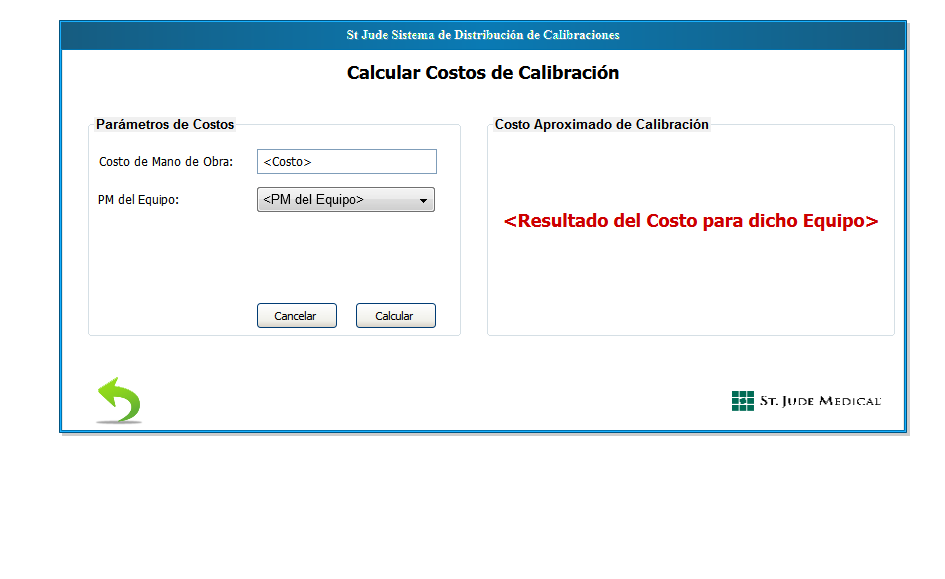 St Jude Sistema de Distribución de Calibraciones
Calcular Costos de Calibración
Parámetros de Costos
Costo de Mano de Obra:
<Costo>
PM del Equipo:
<PM del Equipo>
Cancelar
Calcular
Costo Aproximado de Calibración
<Resultado del Costo para dicho Equipo>
ST. JUDE MEDICAL